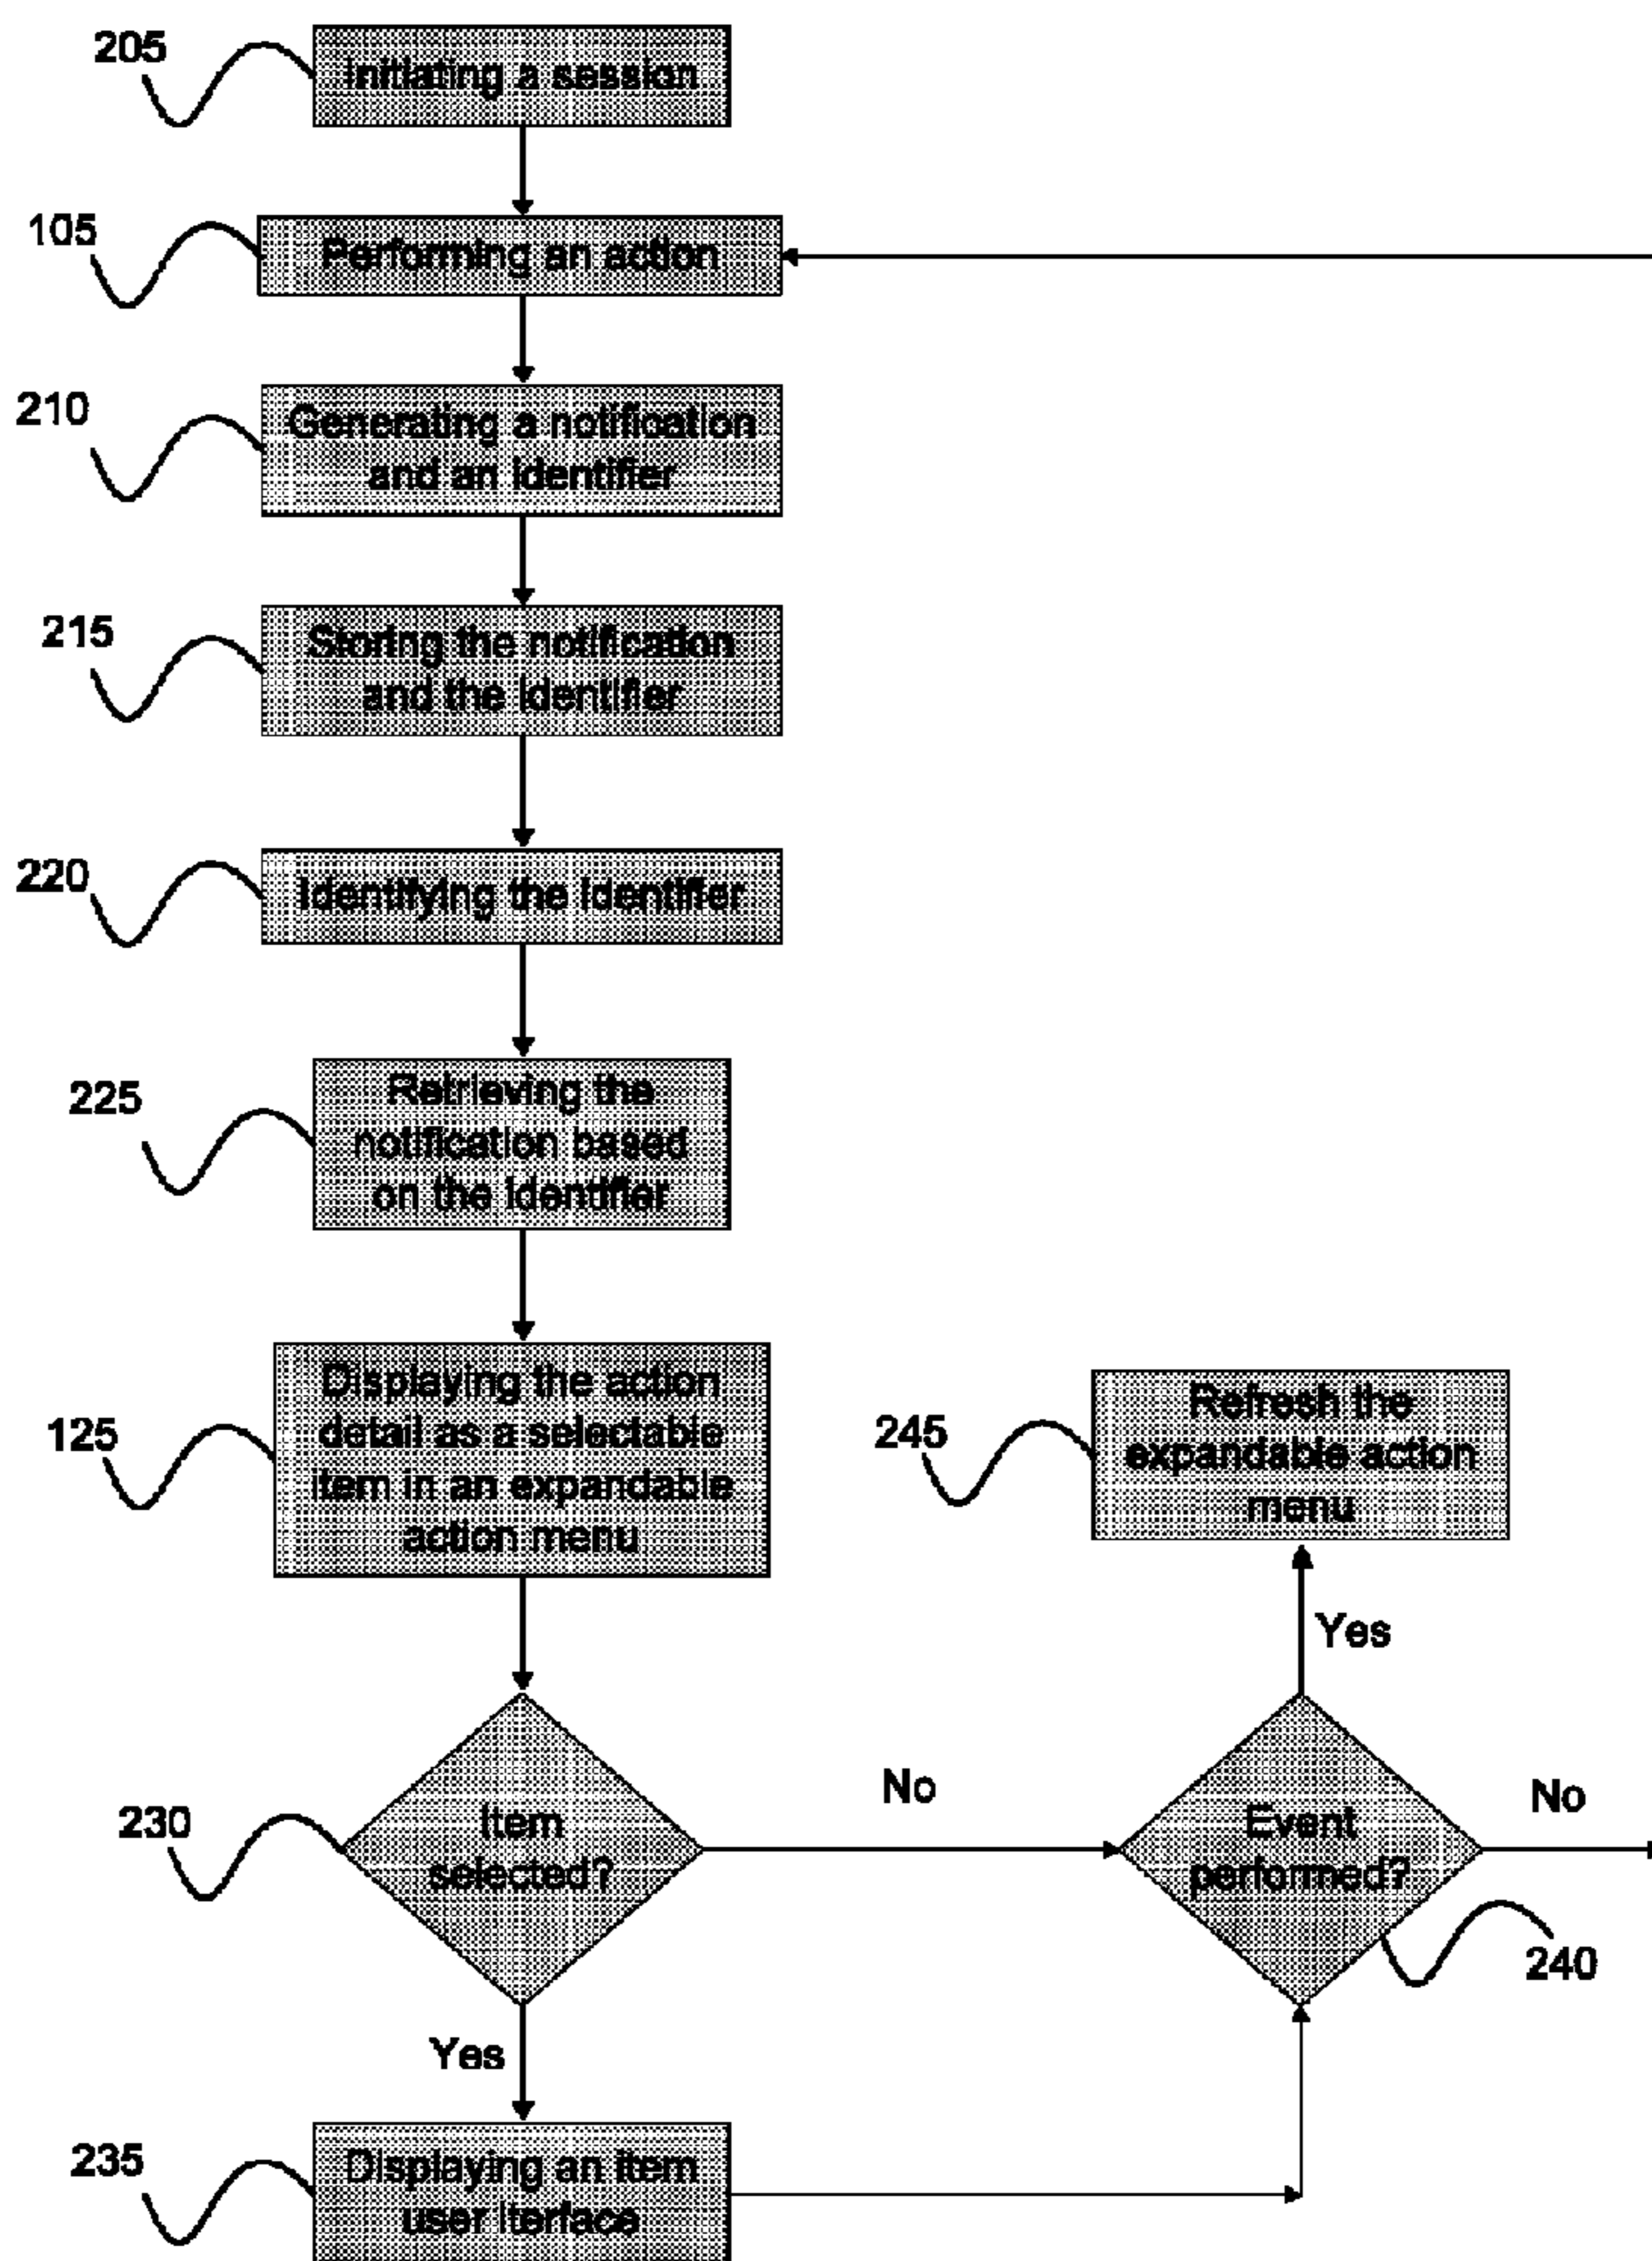 205
Initiating a session
105
Performing an action
210
Generating a notification
and an identifier
215
Storing the notification
and the identifier
220
Identifying the identifier
225
Retrieving the
notification based
on the identifier
125
Displaying the action
detail as a selectable
item in an expandable
action menu
245
Refresh the
expandable action
menu
Yes
230
Item
selected?
No
Event
performed?
No
240
Yes
235
Displaying an item
user iterface